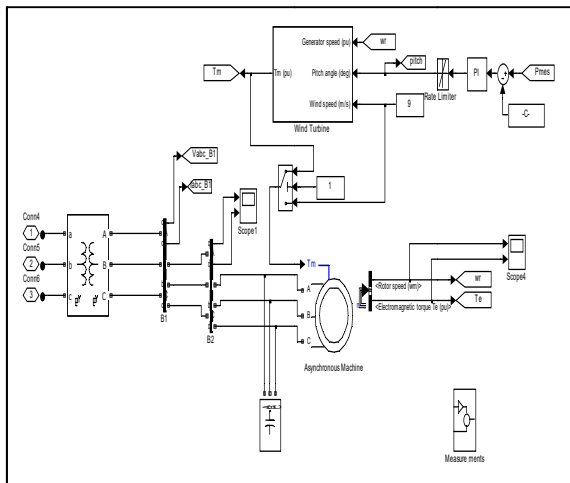 Generator speed (pu)
wr
pitch
Tm
Tm (pu)
Pitch angle (deg)
PI
Pmes
Rate Limiter
Wind speed (m/s)
9
-C-
Wind Turbine
Vabc_B1
1
Iabc_B1
Conn4
1
a
A
Scope1
Conn5
2
b
B
Tm
Scope4
Conn6
3
c
C
A
<Rotor speed (wm)>
wr
B1
B
m
Te
<Electromagnetic torque Te (pu)>
B2
C
Asynchronous Machine
Measure ments